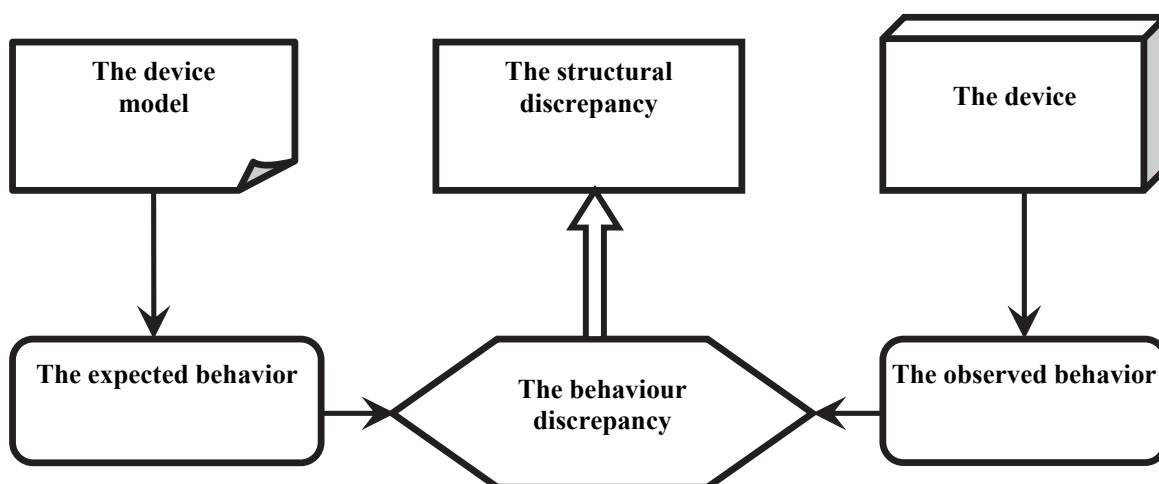 The device
model
The structural
discrepancy
The device
The expected behavior
The behaviour
discrepancy
The observed behavior